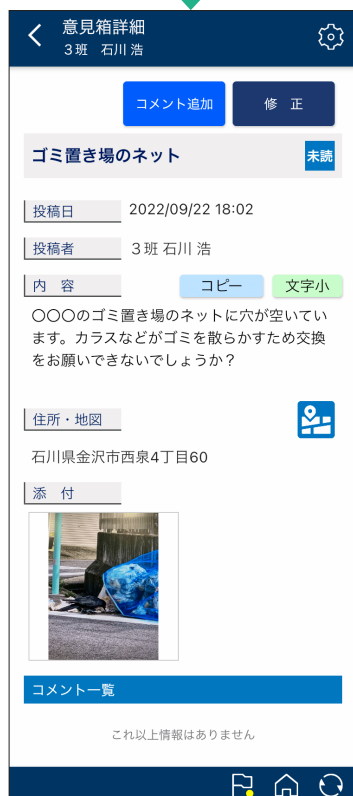 意見箱詳細
3班 石川 浩
コメント追加 修 正
ゴミ置き場のネット 未読
投稿日 2022/09/22 18:02
投稿者 3班 石川 浩
内 容 コピー 文字小
〇〇〇のゴミ置き場のネットに穴が空いてい
ます。カラスなどがゴミを散らかすため交換
をお願いできないでしょうか？
住所・地図
石川県金沢市西泉4丁目60
添 付
コメント一覧
これ以上情報はありません